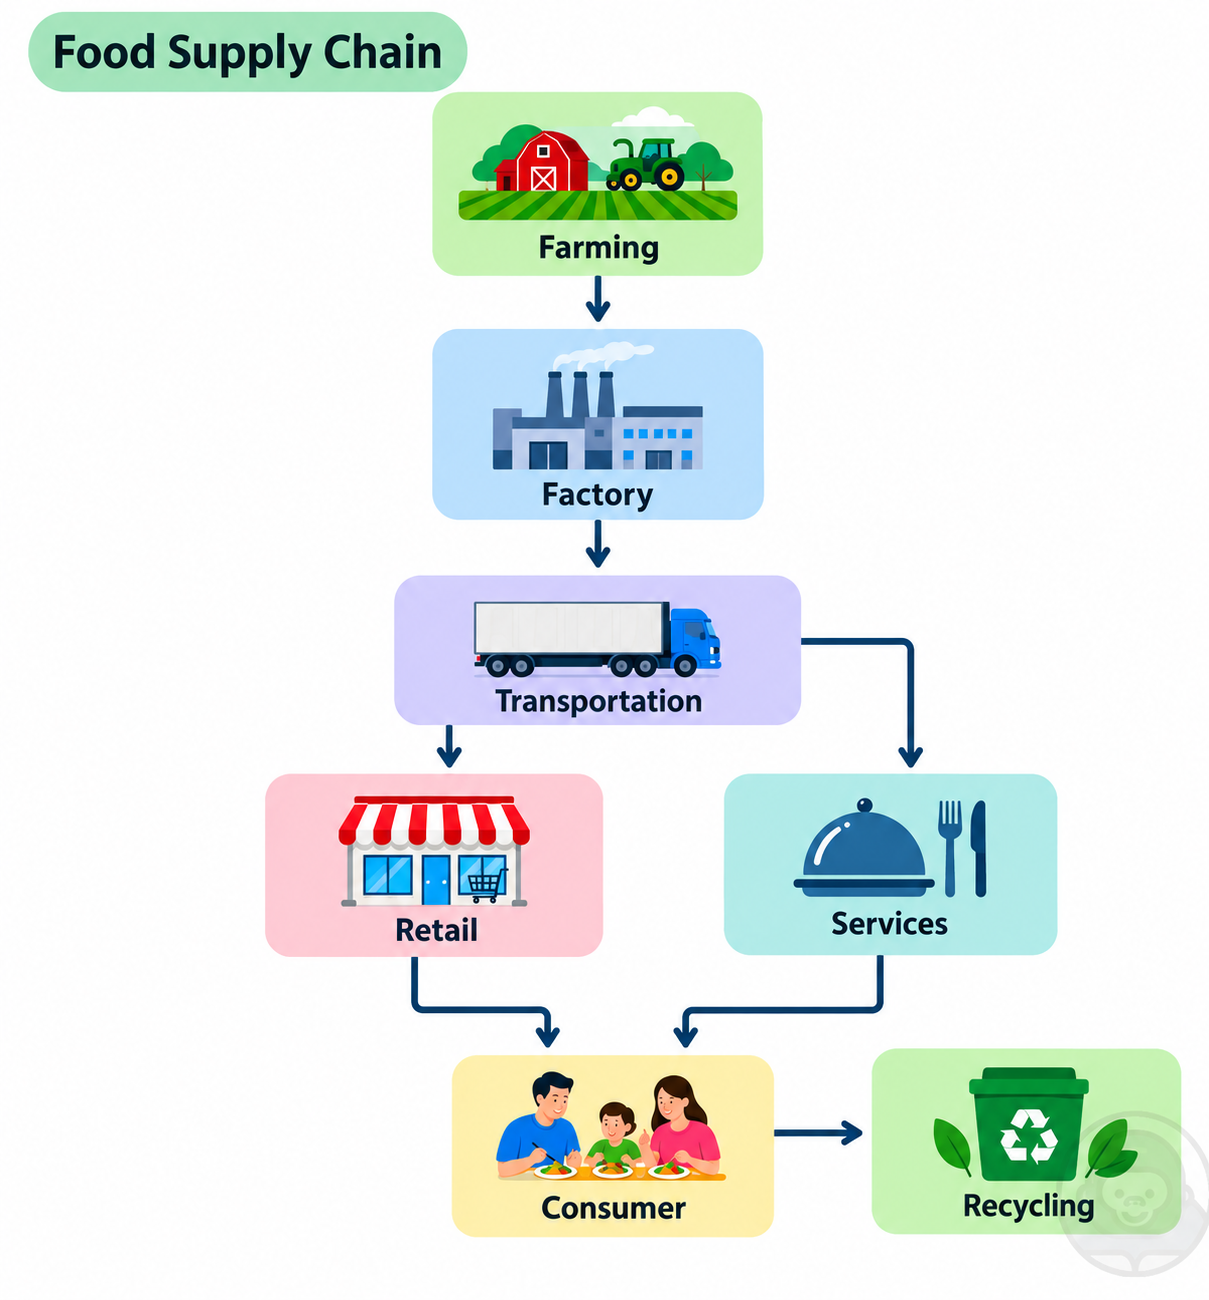 Food Supply Chain
Farming
Factory
Transportation
Retail
Services
Consumer
Recycling